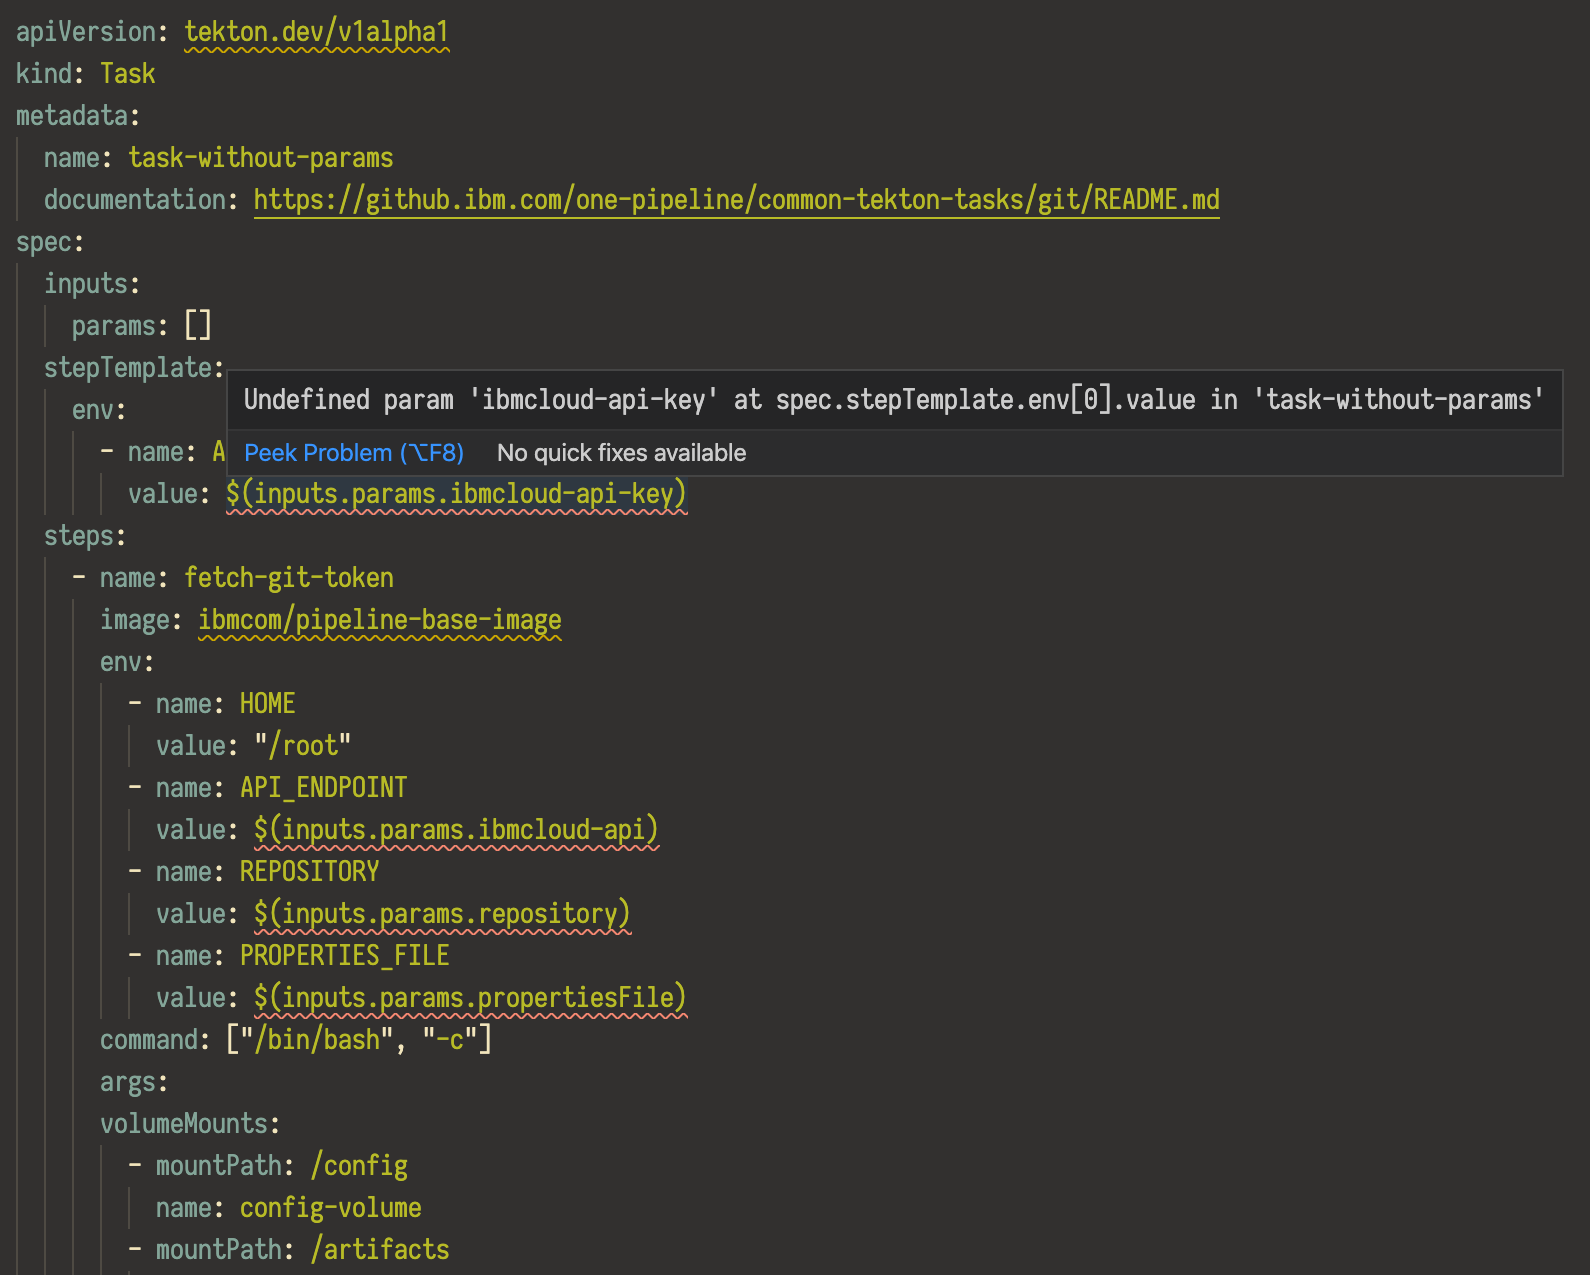 apiVersion: tekton.dev/v1alpha1
kind: Task
metadata:
  name: task-without-params
  documentation: https://github.ibm.com/one-pipeline/common-tekton-tasks/git/README.md
spec:
  inputs:
    params: []
  stepTemplate:
Undefined param 'ibmcloud-api-key' at spec.stepTemplate.env[0].value in 'task-without-params'
    env:
Peek Problem (⌥F8) No quick fixes available
      - name: A
        value: $(inputs.params.ibmcloud-api-key)
  steps:
    - name: fetch-git-token
      image: ibmcom/pipeline-base-image
      env:
        - name: HOME
          value: "/root"
        - name: API_ENDPOINT
          value: $(inputs.params.ibmcloud-api)
        - name: REPOSITORY
          value: $(inputs.params.repository)
        - name: PROPERTIES_FILE
          value: $(inputs.params.propertiesFile)
      command: ["/bin/bash", "-c"]
      args:
      volumeMounts:
        - mountPath: /config
          name: config-volume
        - mountPath: /artifacts